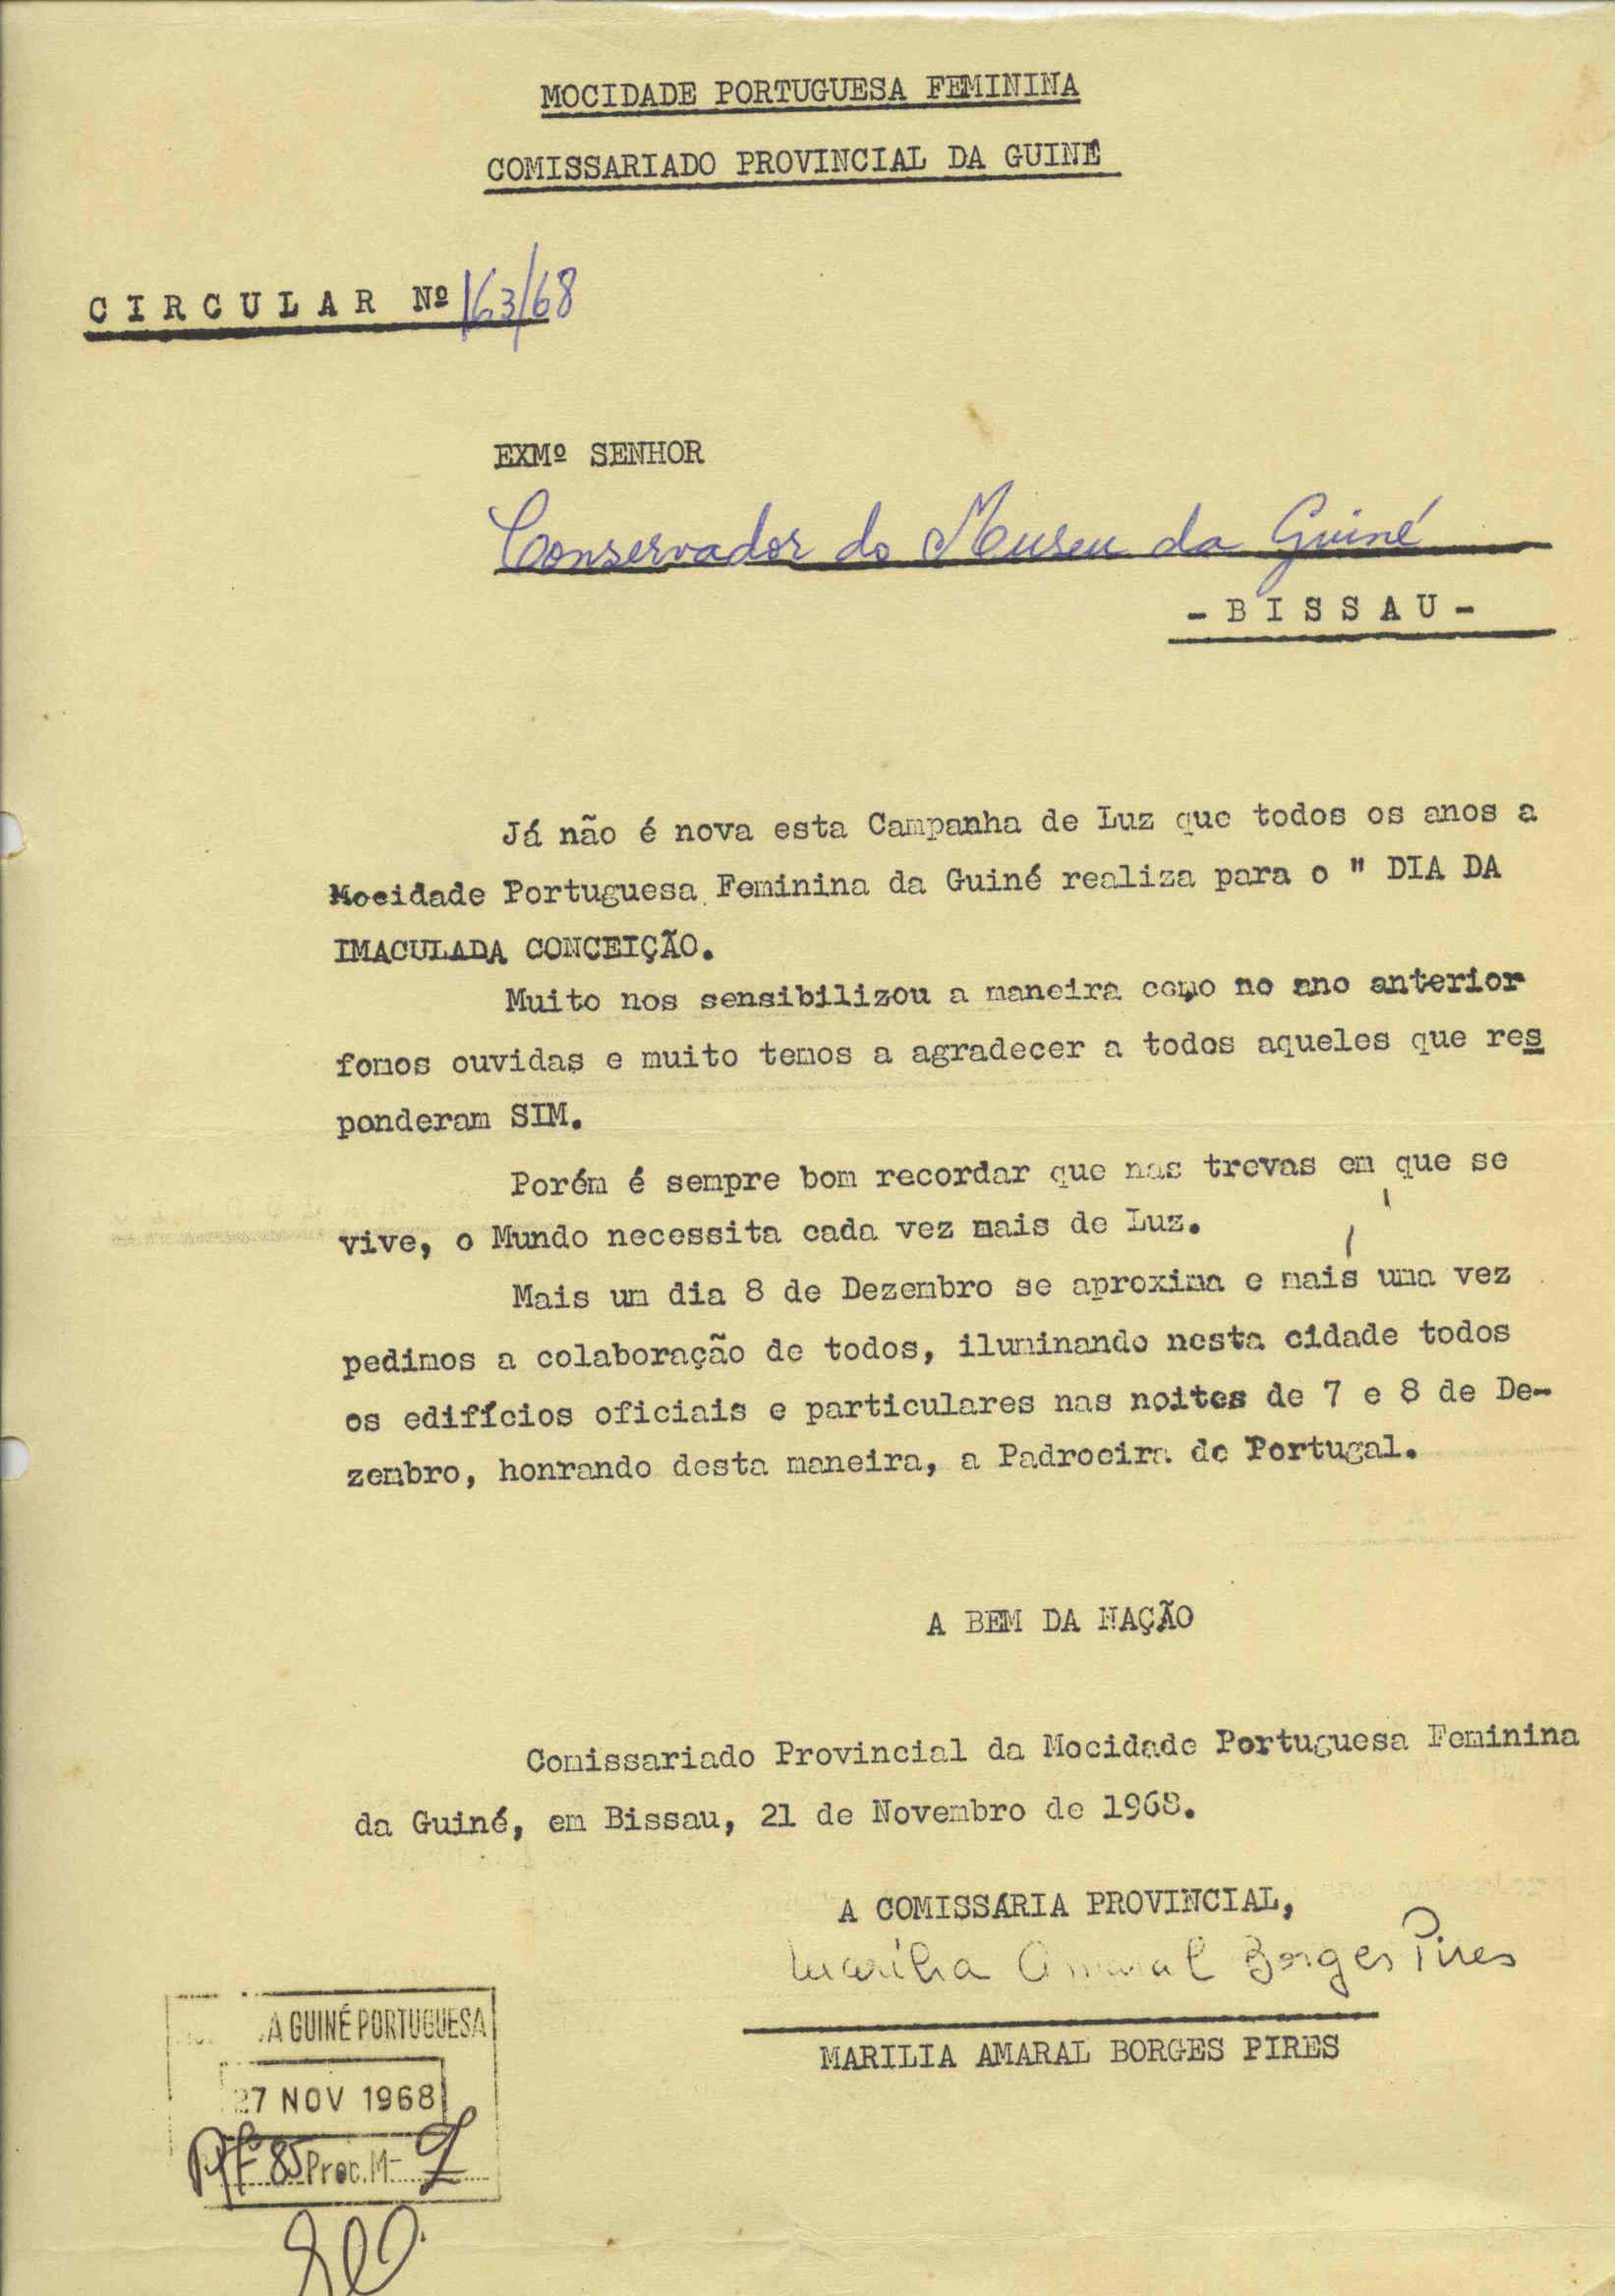 MOCIDADE PORTUGUESA FEMININA
COMISSARIADO PROVINCIAL DA GUINÉ
CIRCULAR Nº 163/68
EXMº SENHOR
Conservador do Museu da Guiné
- B I S S A U -
Já não é nova esta Campanha de Luz que todos os anos a
Mocidade Portuguesa Feminina da Guiné realiza para o " DIA DA
IMACULADA CONCEIÇÃO.
Muito nos sensibilizou a maneira como no ano anterior
fomos ouvidas e muito temos a agradecer a todos aqueles que res
ponderam SIM.
Porém é sempre bom recordar que nas trevas em que se
vive, o Mundo necessita cada vez mais de Luz.
Mais um dia 8 de Dezembro se aproxima e mais uma vez
pedimos a colaboração de todos, iluminando nesta cidade todos
os edifícios oficiais e particulares nas noites de 7 e 8 de De-
zembro, honrando desta maneira, a Padroeira de Portugal.
A BEM DA NAÇÃO
Comissariado Provincial da Mocidade Portuguesa Feminina
da Guiné, em Bissau, 21 de Novembro de 1968.
A COMISSÁRIA PROVINCIAL,
Marilia Amaral Borges Pires
MARILIA AMARAL BORGES PIRES
A GUINÉ PORTUGUESA
27 NOV 1968
85 Proc. M-